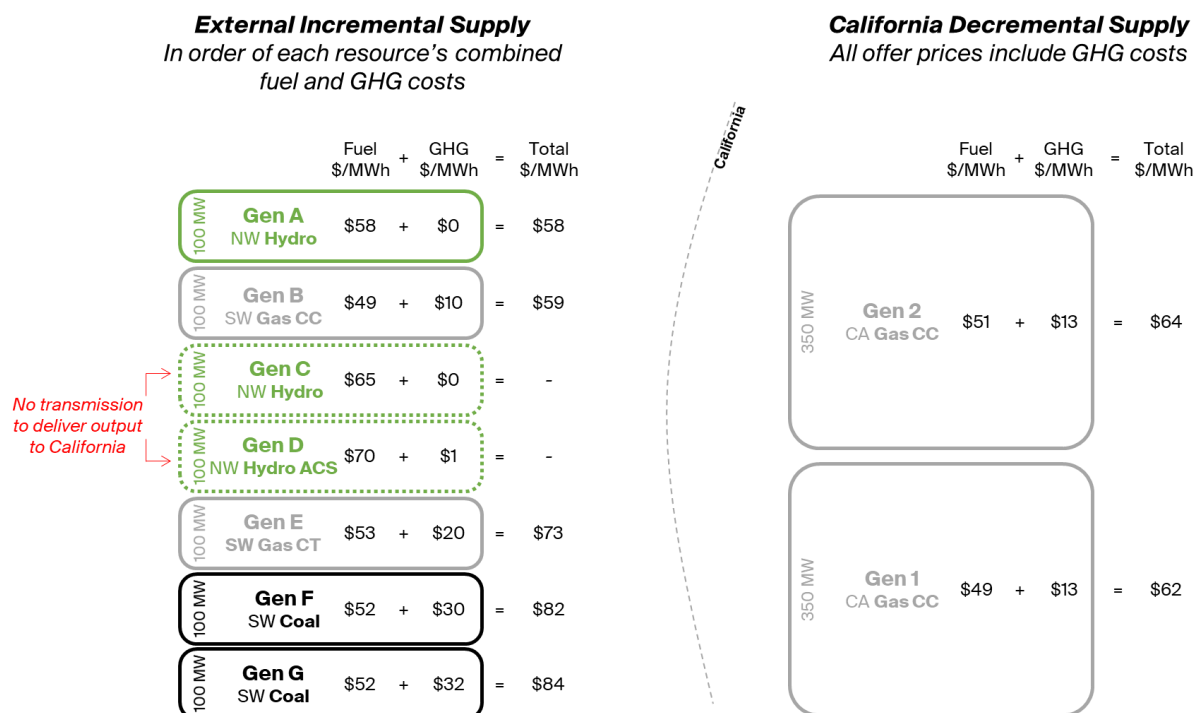 External Incremental Supply
In order of each resource's combined
fuel and GHG costs
Fuel
$/MWh
+
GHG
$/MWh
=
Total
$/MWh
100 MW
Gen A
NW Hydro
$58 + $0 = $58
100 MW
Gen B
SW Gas CC
$49 + $10 = $59
100 MW
Gen C
NW Hydro
$65 + $0 = -
100 MW
Gen D
NW Hydro ACS
$70 + $1 = -
100 MW
Gen E
SW Gas CT
$53 + $20 = $73
100 MW
Gen F
SW Coal
$52 + $30 = $82
100 MW
Gen G
SW Coal
$52 + $32 = $84
No transmission
to deliver output
to California
California
California Decremental Supply
All offer prices include GHG costs
Fuel
$/MWh
+
GHG
$/MWh
=
Total
$/MWh
350 MW
Gen 2
CA Gas CC
$51 + $13 = $64
350 MW
Gen 1
CA Gas CC
$49 + $13 = $62